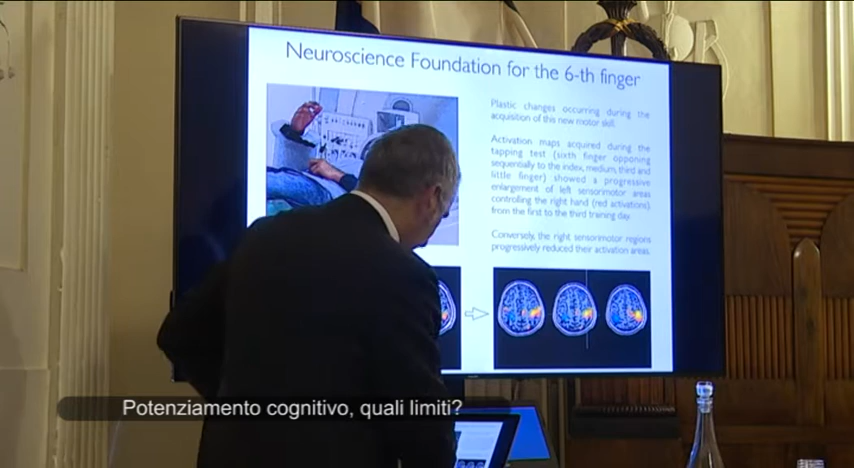 Neuroscience Foundation for the 6-th finger
Plastic changes occurring during the
acquisition of this new motor skill.
Activation maps acquired during the
tapping test (sixth finger opponing
sequentially to the index, medium, third and
little finger) showed a progressive
enlargement of left sensorimotor areas
controlling the right hand (red activations),
from the first to the third training day.
Conversely, the right sensorimotor regions
progressively reduced their activation areas.
Potenziamento cognitivo, quali limiti?